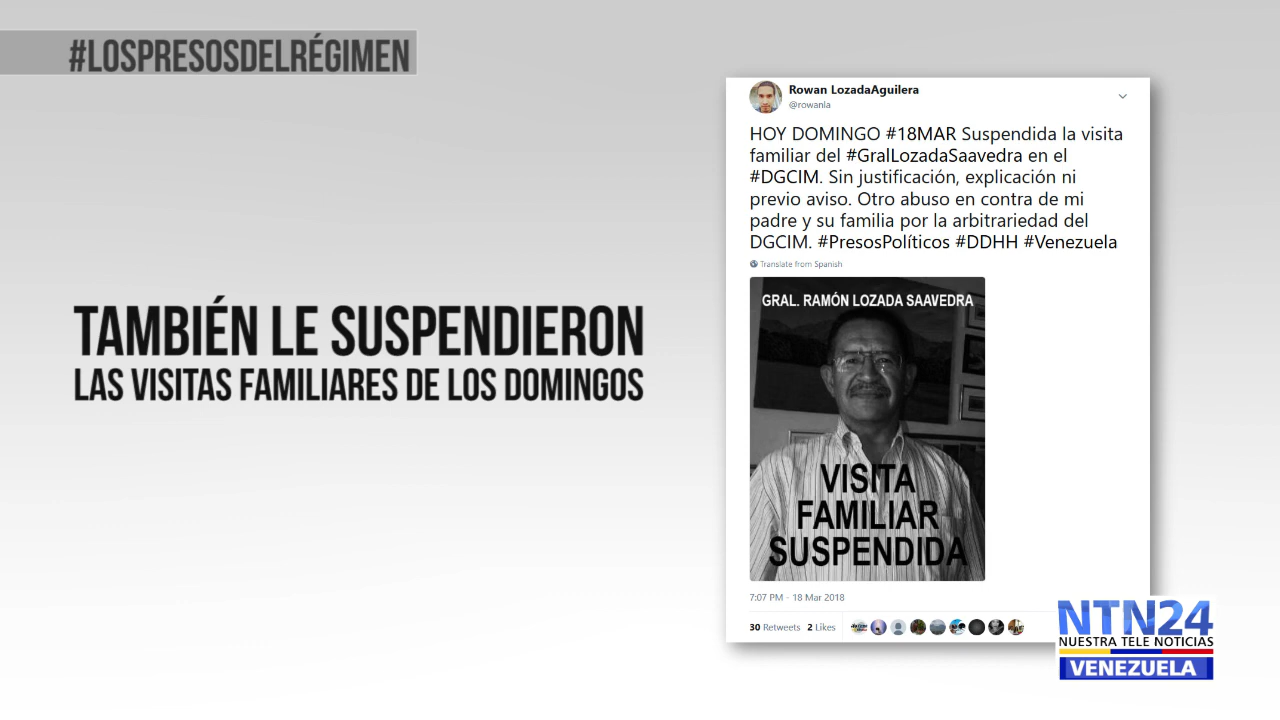 #LOSPRESOSDELRÉGIMEN
TAMBIÉN LE SUSPENDIERON
LAS VISITAS FAMILIARES DE LOS DOMINGOS
Rowan LozadaAguilera
@rowanla
HOY DOMINGO #18MAR Suspendida la visita
familiar del #GralLozadaSaavedra en el
#DGCIM. Sin justificación, explicación ni
previo aviso. Otro abuso en contra de mi
padre y su familia por la arbitrariedad del
DGCIM. #PresosPolíticos #DDHH #Venezuela
Translate from Spanish
GRAL. RAMÓN LOZADA SAAVEDRA
VISITA
FAMILIAR
SUSPENDIDA
7:07 PM - 18 Mar 2018
30 Retweets 2 Likes
NTN24
NUESTRA TELE NOTICIAS
VENEZUELA